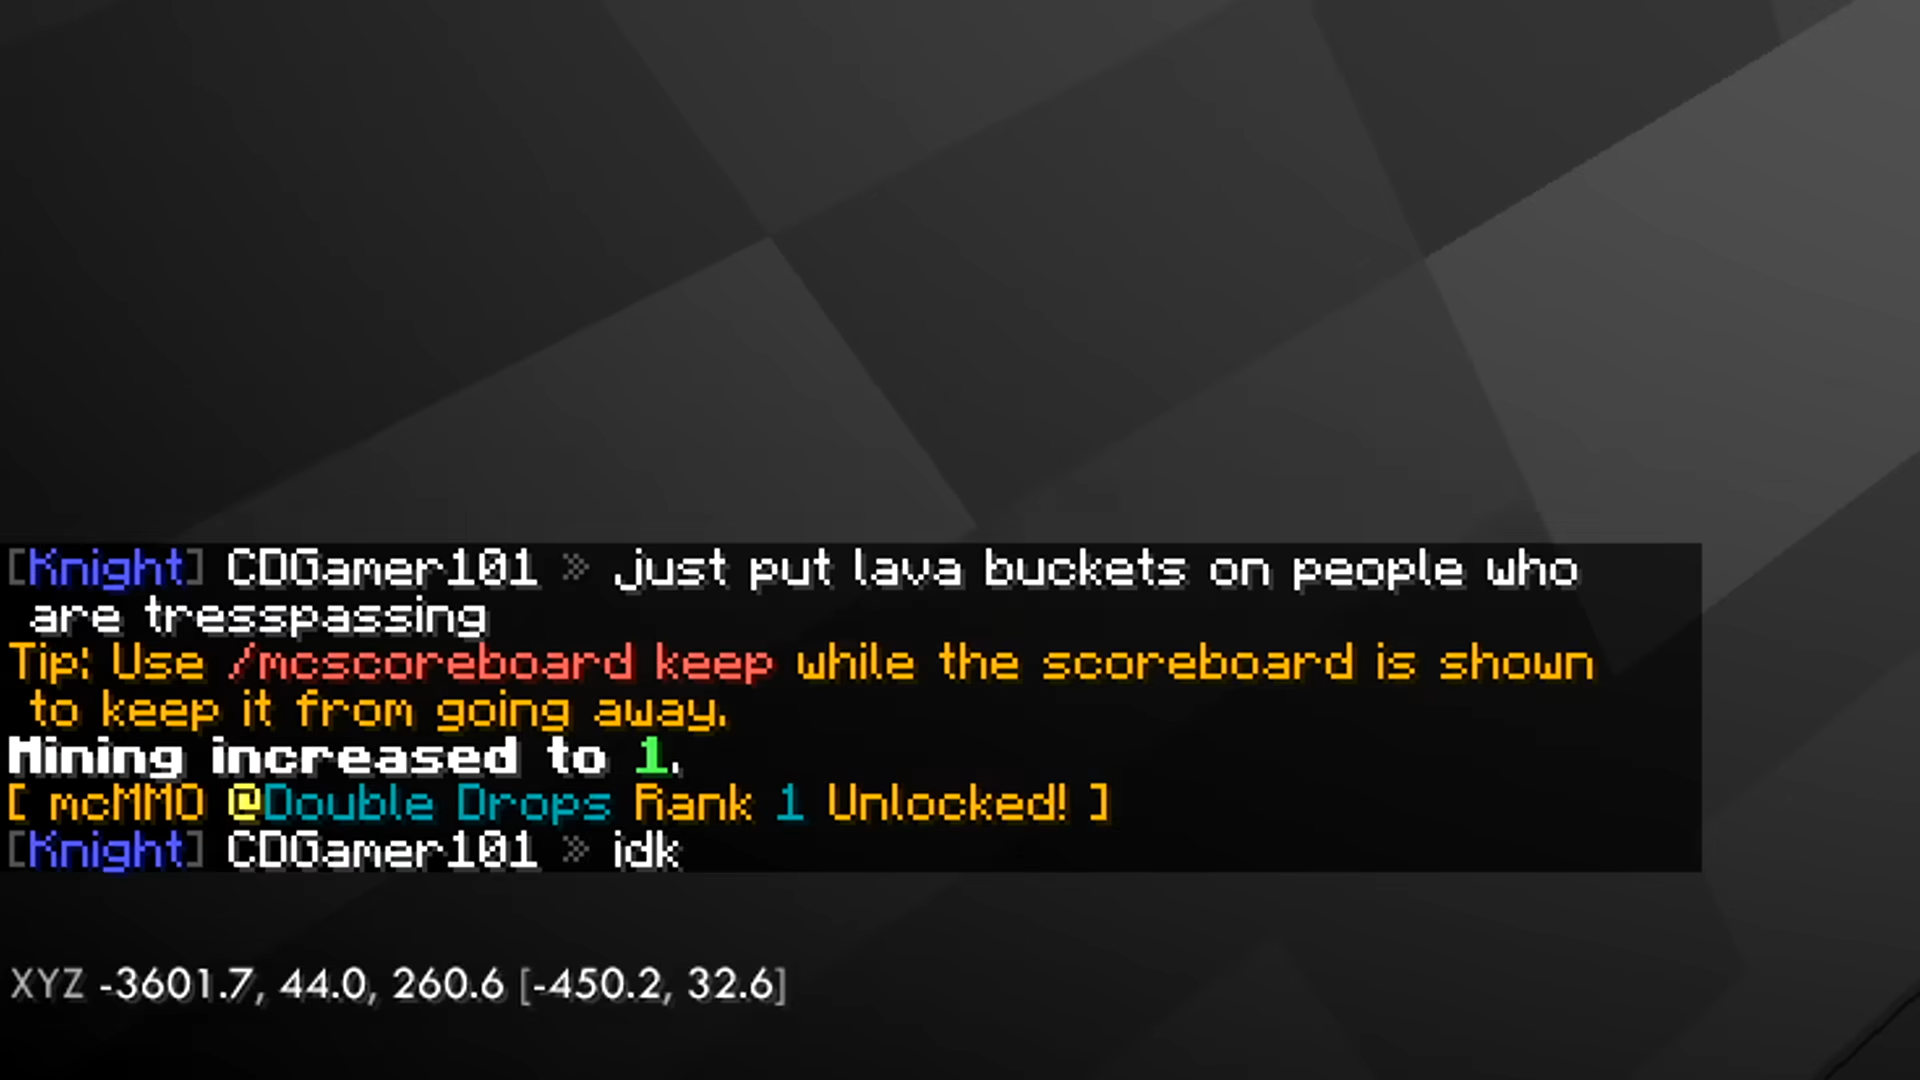 [Knight] CDGamer101 » just put lava buckets on people who
are tresspassing
Tip: Use /mcscoreboard keep while the scoreboard is shown
to keep it from going away.
Mining increased to 1.
[ mcMMO @Double Drops Rank 1 Unlocked! ]
[Knight] CDGamer101 » idk
XYZ -3601.7, 44.0, 260.6 [-450.2, 32.6]